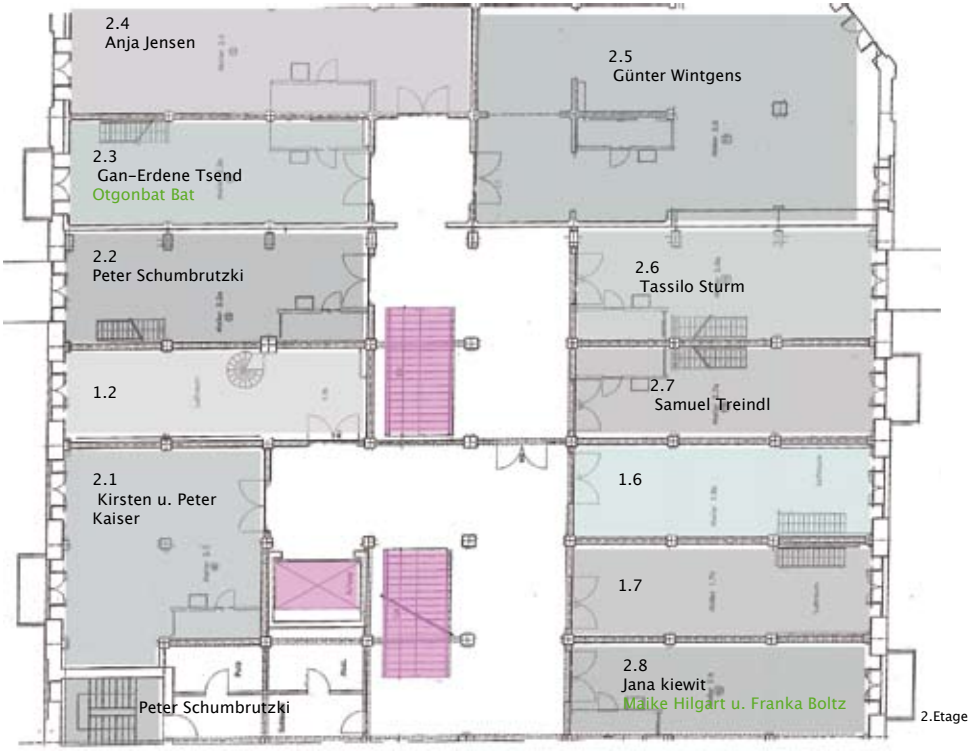 2.4
Anja Jensen
2.5
Günter Wintgens
2.3
Gan-Erdene Tsend
Otgonbat Bat
2.2
Peter Schumbrutzki
2.6
Tassilo Sturm
1.2
2.7
Samuel Treindl
2.1
Kirsten u. Peter
Kaiser
1.6
1.7
2.8
Jana kiewit
Maike Hilgart u. Franka Boltz
Peter Schumbrutzki
2.Etage